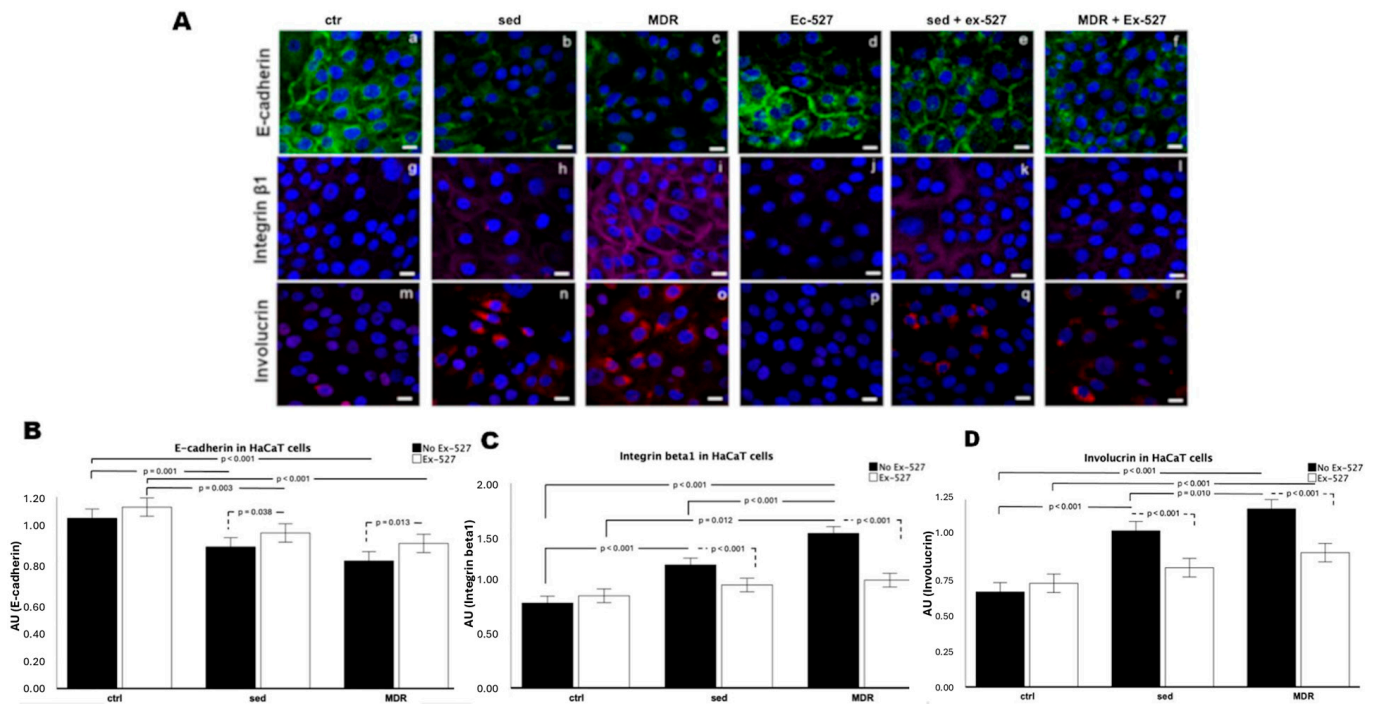 A
ctr sed MDR Ec-527 sed + ex-527 MDR + Ex-527
E-cadherin
a b c d e f
Integrin β1
g h i j k l
Involucrin
m n o p q r
B
E-cadherin in HaCaT cells
No Ex-527
Ex-527
p < 0.001
p = 0.001
p < 0.001
p = 0.003
p = 0.038
p = 0.013
AU (E-cadherin)
1.20
1.00
0.80
0.60
0.40
0.20
0.00
ctrl sed MDR
C
Integrin beta1 in HaCaT cells
No Ex-527
Ex-527
p < 0.001
p < 0.001
p = 0.012
p < 0.001
p < 0.001
p < 0.001
AU (Integrin beta1)
2.00
1.50
1.00
0.50
0.00
ctrl sed MDR
D
Involucrin in HaCaT cells
No Ex-527
Ex-527
p < 0.001
p < 0.001
p = 0.010
p < 0.001
p < 0.001
p < 0.001
AU (Involucrin)
1.25
1.00
0.75
0.50
0.25
0.00
ctrl sed MDR